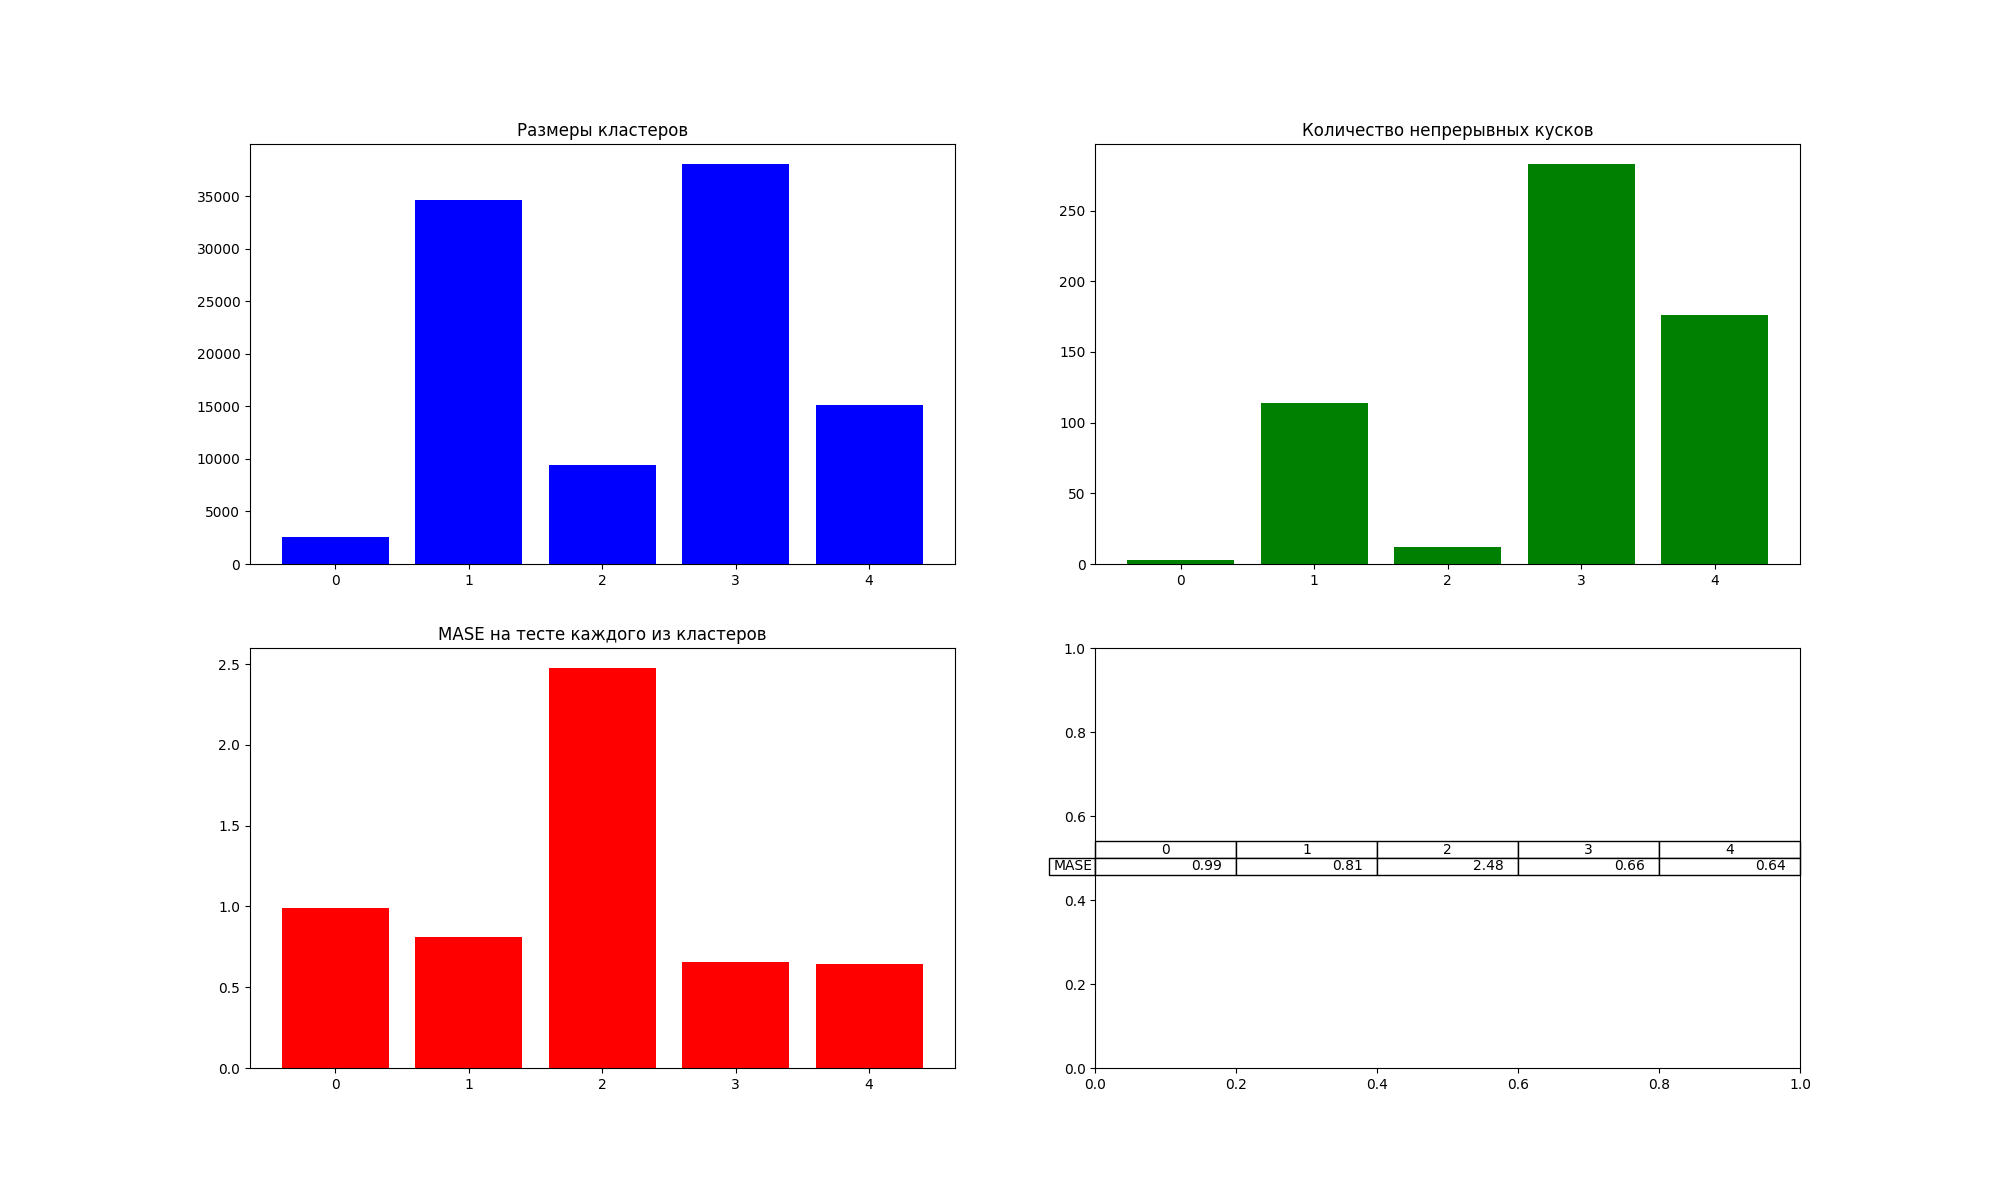 Размеры кластеров
35000
30000
25000
20000
15000
10000
5000
0
0 1 2 3 4
Количество непрерывных кусков
250
200
150
100
50
0
0 1 2 3 4
MASE на тесте каждого из кластеров
2.5
2.0
1.5
1.0
0.5
0.0
0 1 2 3 4
1.0
0.8
0.6
0 1 2 3 4
MASE 0.99 0.81 2.48 0.66 0.64
0.4
0.2
0.0
0.0 0.2 0.4 0.6 0.8 1.0